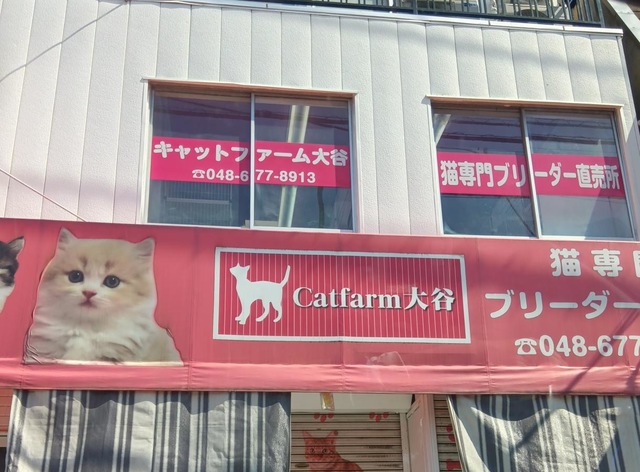 キャットファーム大谷
☎048-677-8913
猫専門ブリーダー直売所
Catfarm大谷
猫専門
ブリーダー
☎048-677